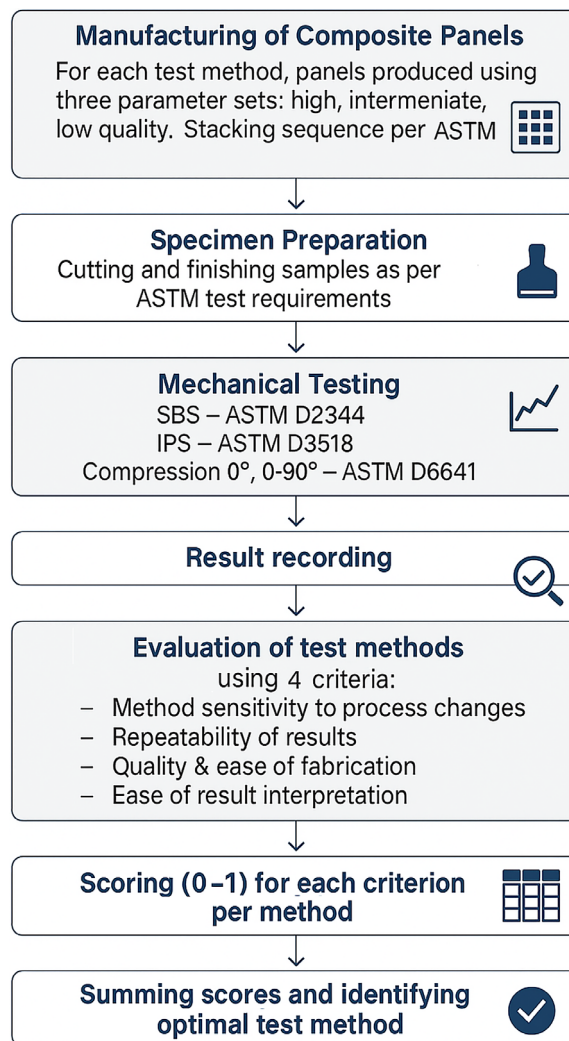 Manufacturing of Composite Panels
For each test method, panels produced using
three parameter sets: high, intermeniate,
low quality. Stacking sequence per ASTM
Specimen Preparation
Cutting and finishing samples as per
ASTM test requirements
Mechanical Testing
SBS – ASTM D2344
IPS – ASTM D3518
Compression 0°, 0-90° – ASTM D6641
Result recording
Evaluation of test methods
using 4 criteria:
– Method sensitivity to process changes
– Repeatability of results
– Quality & ease of fabrication
– Ease of result interpretation
Scoring (0–1) for each criterion
per method
Summing scores and identifying
optimal test method